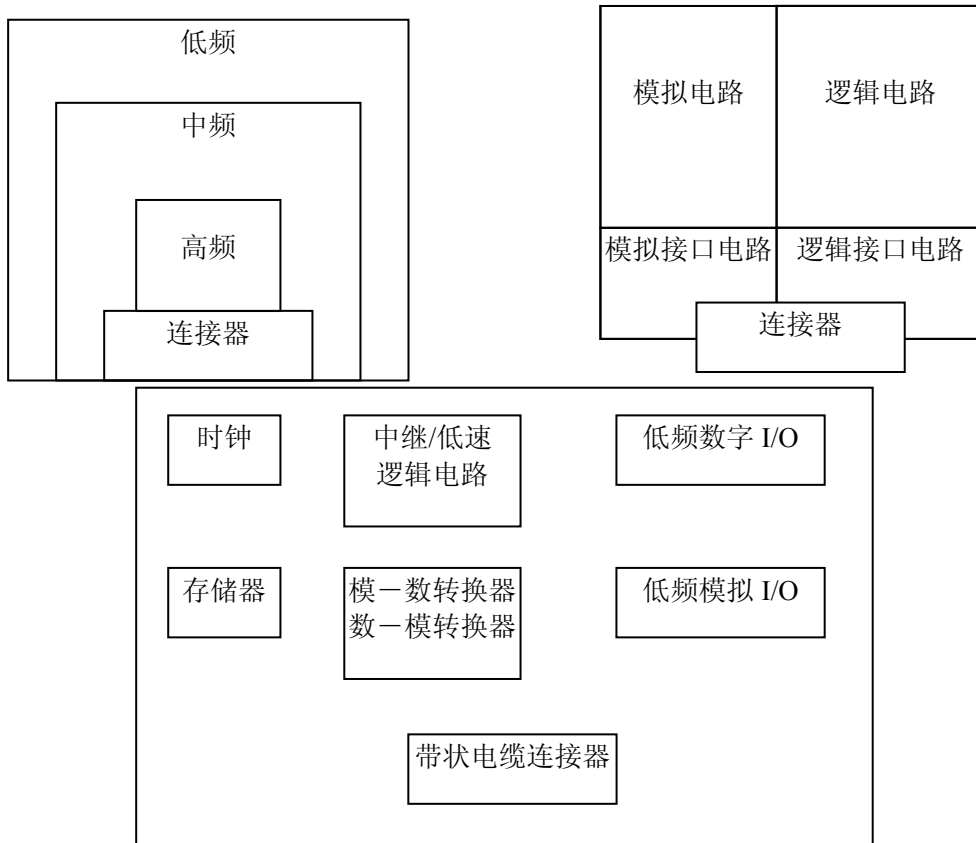 低频
中频
高频
连接器
模拟电路
逻辑电路
模拟接口电路
逻辑接口电路
连接器
时钟
中继/低速
逻辑电路
低频数字 I/O
存储器
模－数转换器
数－模转换器
低频模拟 I/O
带状电缆连接器